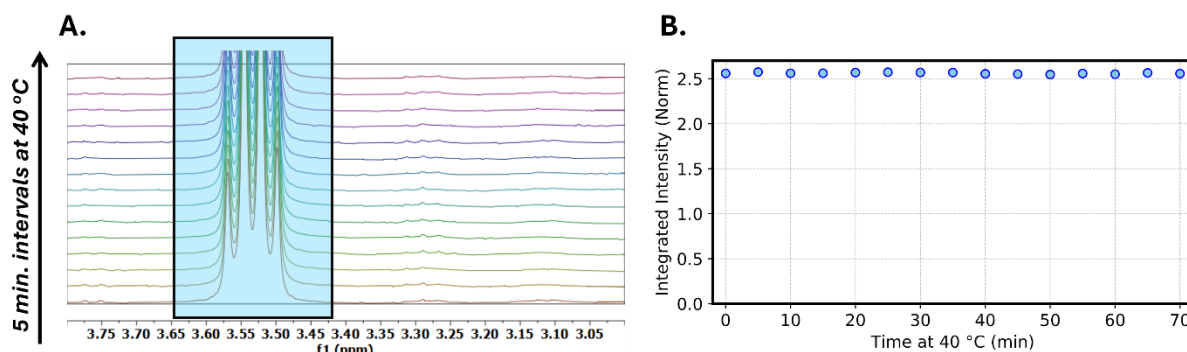 A.
5 min. intervals at 40 °C
3.75 3.70 3.65 3.60 3.55 3.50 3.45 3.40 3.35 3.30 3.25 3.20 3.15 3.10 3.05
f1 (ppm)
B.
Integrated Intensity (Norm)
2.5
2.0
1.5
1.0
0.5
0.0
0 10 20 30 40 50 60 70
Time at 40 °C (min)